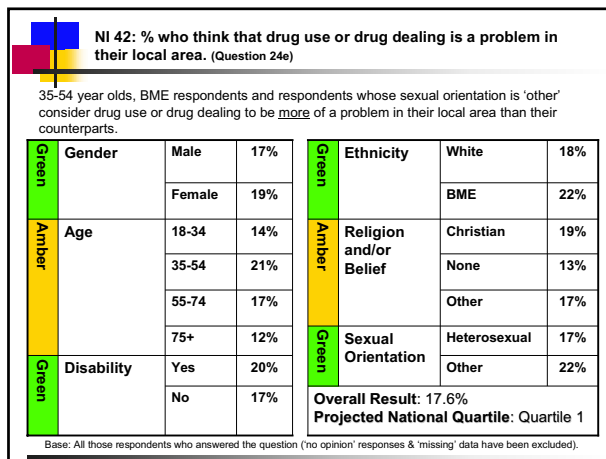 NI 42: % who think that drug use or drug dealing is a problem in
their local area. (Question 24e)
35-54 year olds, BME respondents and respondents whose sexual orientation is ‘other’
consider drug use or drug dealing to be more of a problem in their local area than their
counterparts.
Green Gender Male 17%
Female 19%
Amber Age 18-34 14%
35-54 21%
55-74 17%
75+ 12%
Green Disability Yes 20%
No 17%
Green Ethnicity White 18%
BME 22%
Amber Religion Christian 19%
and/or
Belief None 13%
Other 17%
Green Sexual Heterosexual 17%
Orientation Other 22%
Overall Result: 17.6%
Projected National Quartile: Quartile 1
Base: All those respondents who answered the question (‘no opinion’ responses & ‘missing’ data have been excluded).